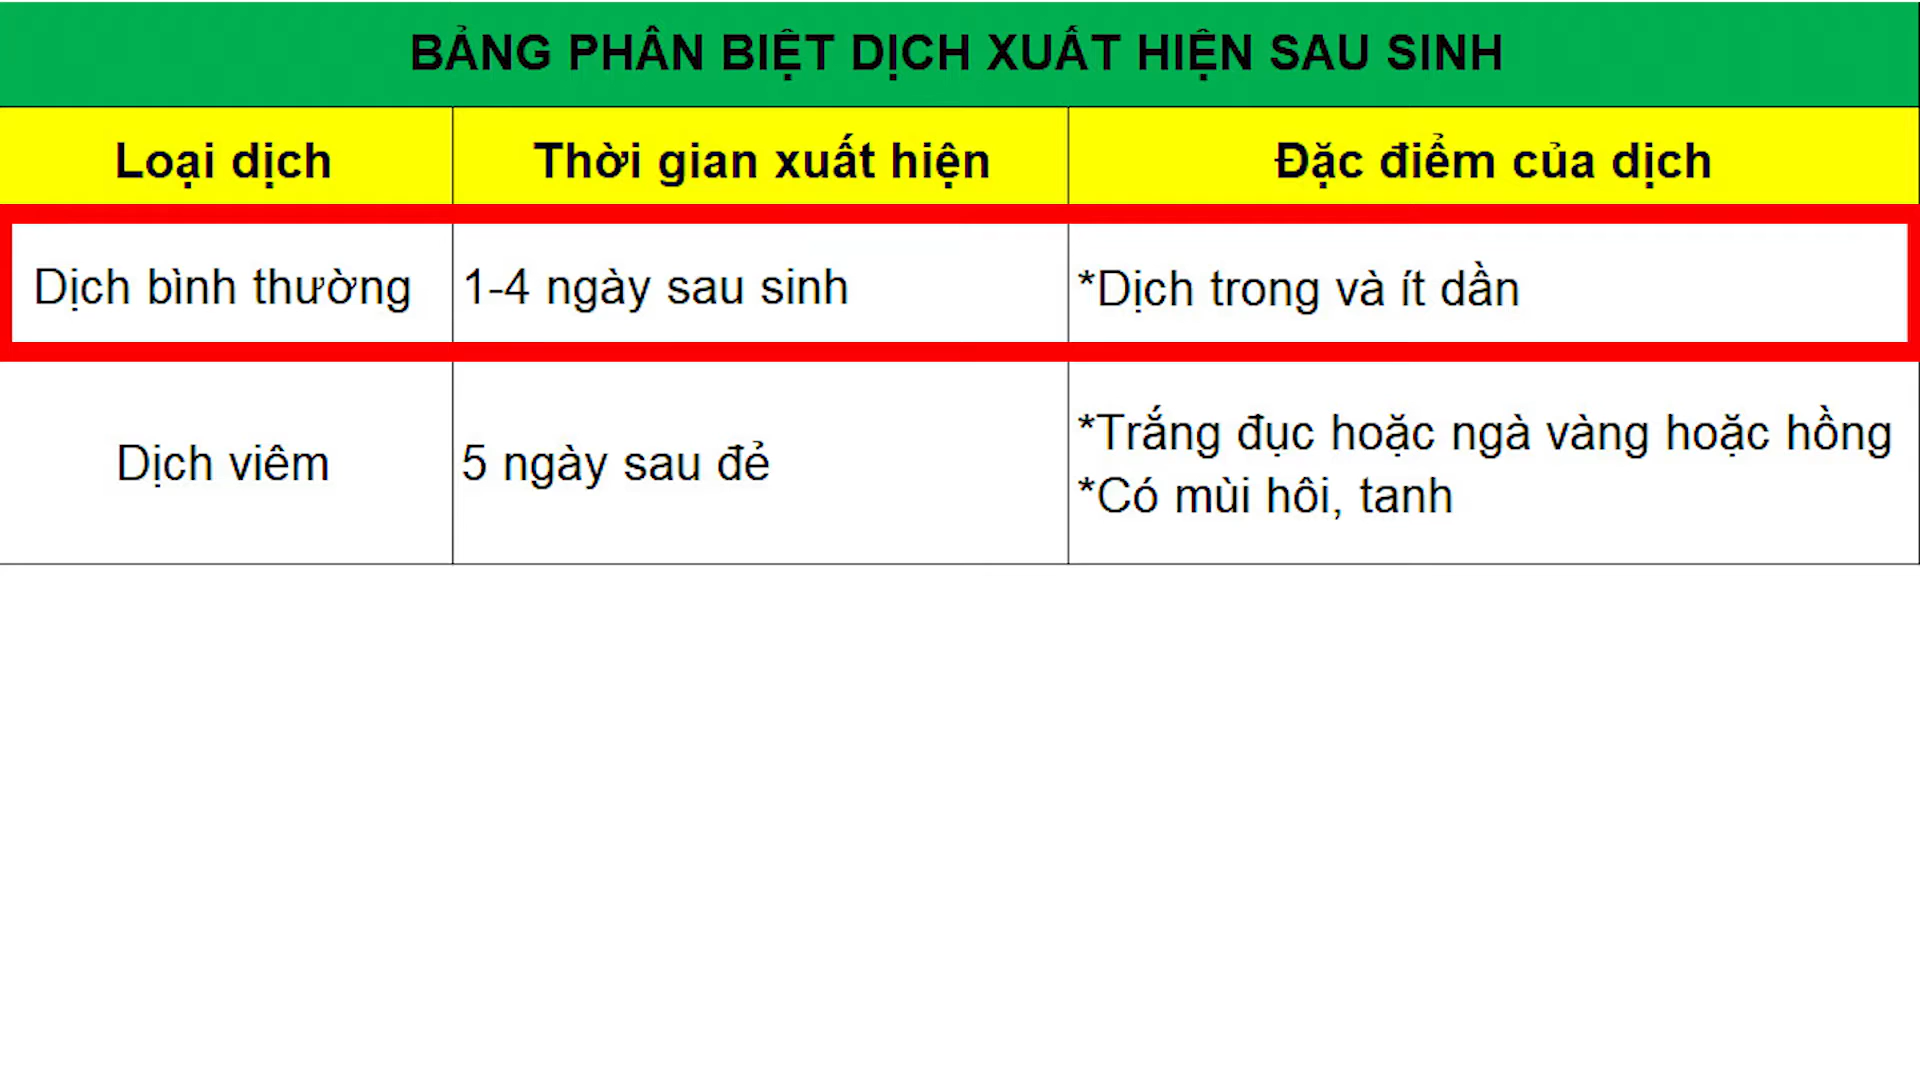 BẢNG PHÂN BIỆT DỊCH XUẤT HIỆN SAU SINH
Loại dịch Thời gian xuất hiện Đặc điểm của dịch
Dịch bình thường 1-4 ngày sau sinh *Dịch trong và ít dần
Dịch viêm 5 ngày sau đẻ *Trắng đục hoặc ngà vàng hoặc hồng
*Có mùi hôi, tanh